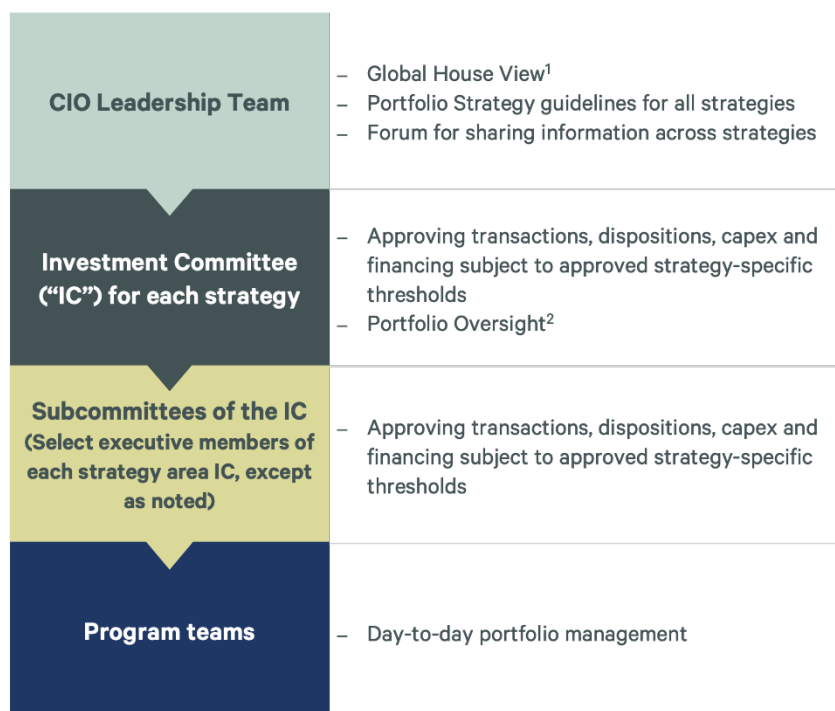 CIO Leadership Team
– Global House View¹
– Portfolio Strategy guidelines for all strategies
– Forum for sharing information across strategies
Investment Committee
(“IC”) for each strategy
– Approving transactions, dispositions, capex and
financing subject to approved strategy-specific
thresholds
– Portfolio Oversight²
Subcommittees of the IC
(Select executive members of
each strategy area IC, except
as noted)
– Approving transactions, dispositions, capex and
financing subject to approved strategy-specific
thresholds
Program teams
– Day-to-day portfolio management